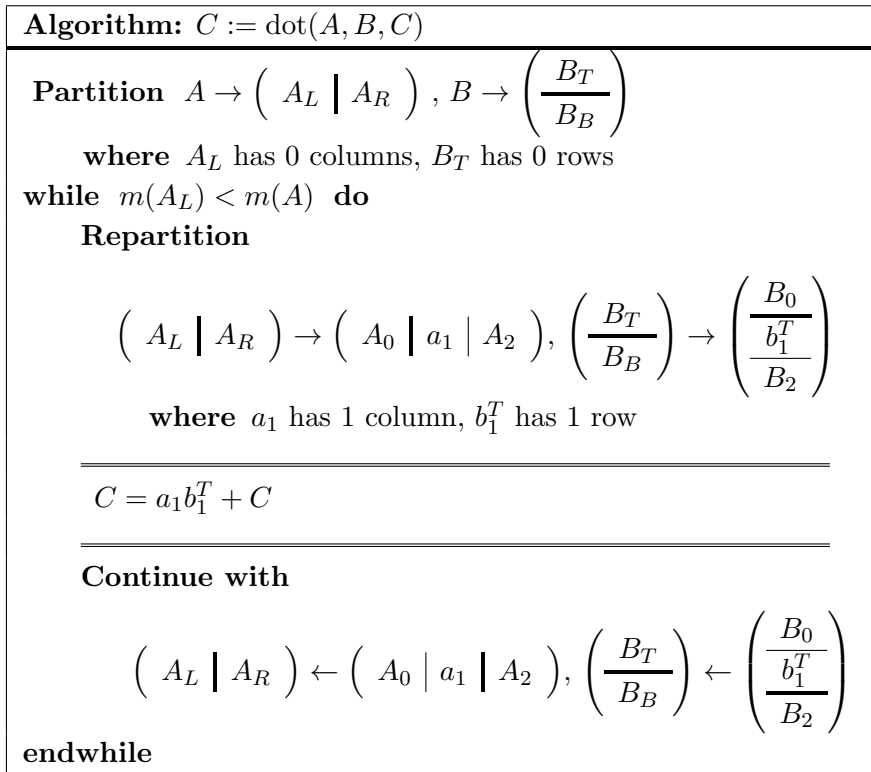 Algorithm: C := dot(A, B, C)
Partition A → ( A_L | A_R ) , B → ( B_T / B_B )
where A_L has 0 columns, B_T has 0 rows
while m(A_L) < m(A) do
Repartition
( A_L | A_R ) → ( A_0 | a_1 | A_2 ), ( B_T / B_B ) → ( B_0 / b_1^T / B_2 )
where a_1 has 1 column, b_1^T has 1 row
C = a_1 b_1^T + C
Continue with
( A_L | A_R ) ← ( A_0 | a_1 | A_2 ), ( B_T / B_B ) ← ( B_0 / b_1^T / B_2 )
endwhile